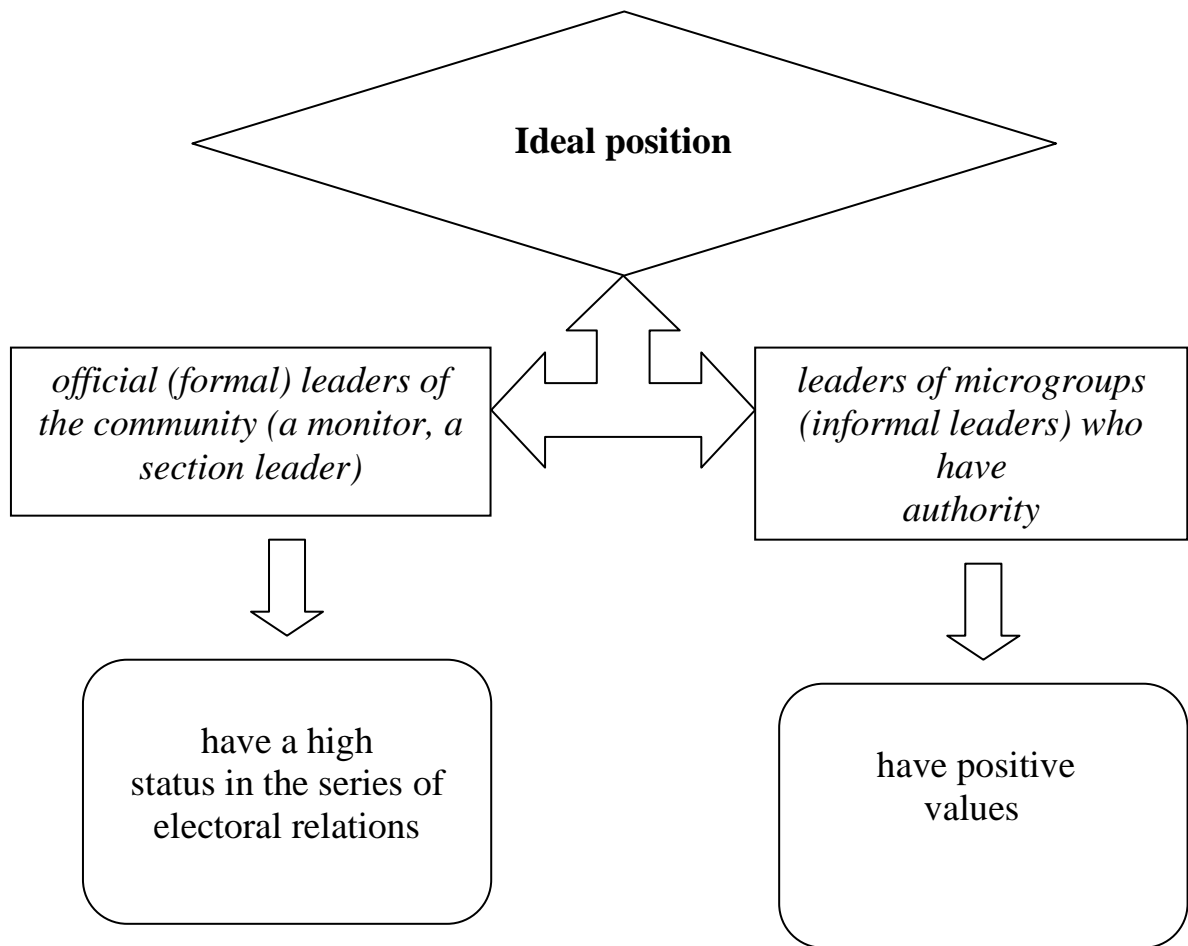 Ideal position
official (formal) leaders of
the community (a monitor, a
section leader)
leaders of microgroups
(informal leaders) who
have
authority
have a high
status in the series of
electoral relations
have positive
values